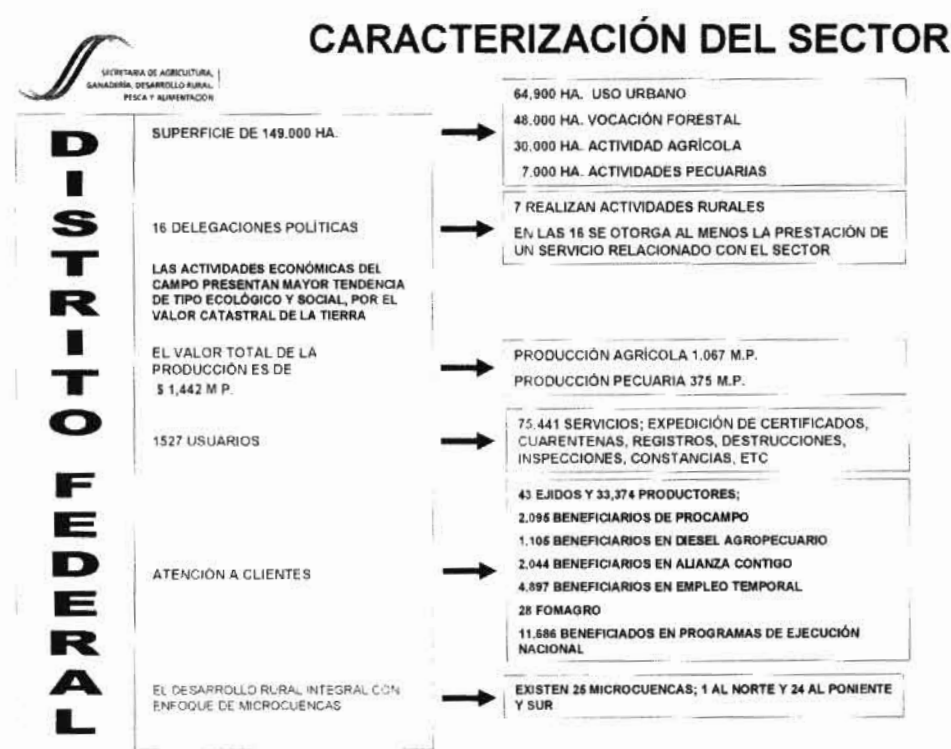 CARACTERIZACIÓN DEL SECTOR
SECRETARIA DE AGRICULTURA,
GANADERÍA, DESARROLLO RURAL,
PESCA Y ALIMENTACIÓN
DISTRITO FEDERAL
SUPERFICIE DE 149.000 HA.
64,900 HA. USO URBANO
48.000 HA. VOCACIÓN FORESTAL
30.000 HA. ACTIVIDAD AGRÍCOLA
7.000 HA. ACTIVIDADES PECUARIAS
16 DELEGACIONES POLÍTICAS
7 REALIZAN ACTIVIDADES RURALES
EN LAS 16 SE OTORGA AL MENOS LA PRESTACIÓN DE
UN SERVICIO RELACIONADO CON EL SECTOR
LAS ACTIVIDADES ECONÓMICAS DEL
CAMPO PRESENTAN MAYOR TENDENCIA
DE TIPO ECOLÓGICO Y SOCIAL, POR EL
VALOR CATASTRAL DE LA TIERRA
EL VALOR TOTAL DE LA
PRODUCCIÓN ES DE
$ 1,442 M P.
PRODUCCIÓN AGRÍCOLA 1.067 M.P.
PRODUCCIÓN PECUARIA 375 M.P.
1527 USUARIOS
75.441 SERVICIOS; EXPEDICIÓN DE CERTIFICADOS,
CUARENTENAS, REGISTROS, DESTRUCCIONES,
INSPECCIONES, CONSTANCIAS, ETC
ATENCIÓN A CLIENTES
43 EJIDOS Y 33,374 PRODUCTORES;
2.095 BENEFICIARIOS DE PROCAMPO
1.105 BENEFICIARIOS EN DIESEL AGROPECUARIO
2.044 BENEFICIARIOS EN ALIANZA CONTIGO
4.897 BENEFICIARIOS EN EMPLEO TEMPORAL
28 FOMAGRO
11.686 BENEFICIADOS EN PROGRAMAS DE EJECUCIÓN
NACIONAL
EL DESARROLLO RURAL INTEGRAL CON
ENFOQUE DE MICROCUENCAS
EXISTEN 25 MICROCUENCAS; 1 AL NORTE Y 24 AL PONIENTE
Y SUR